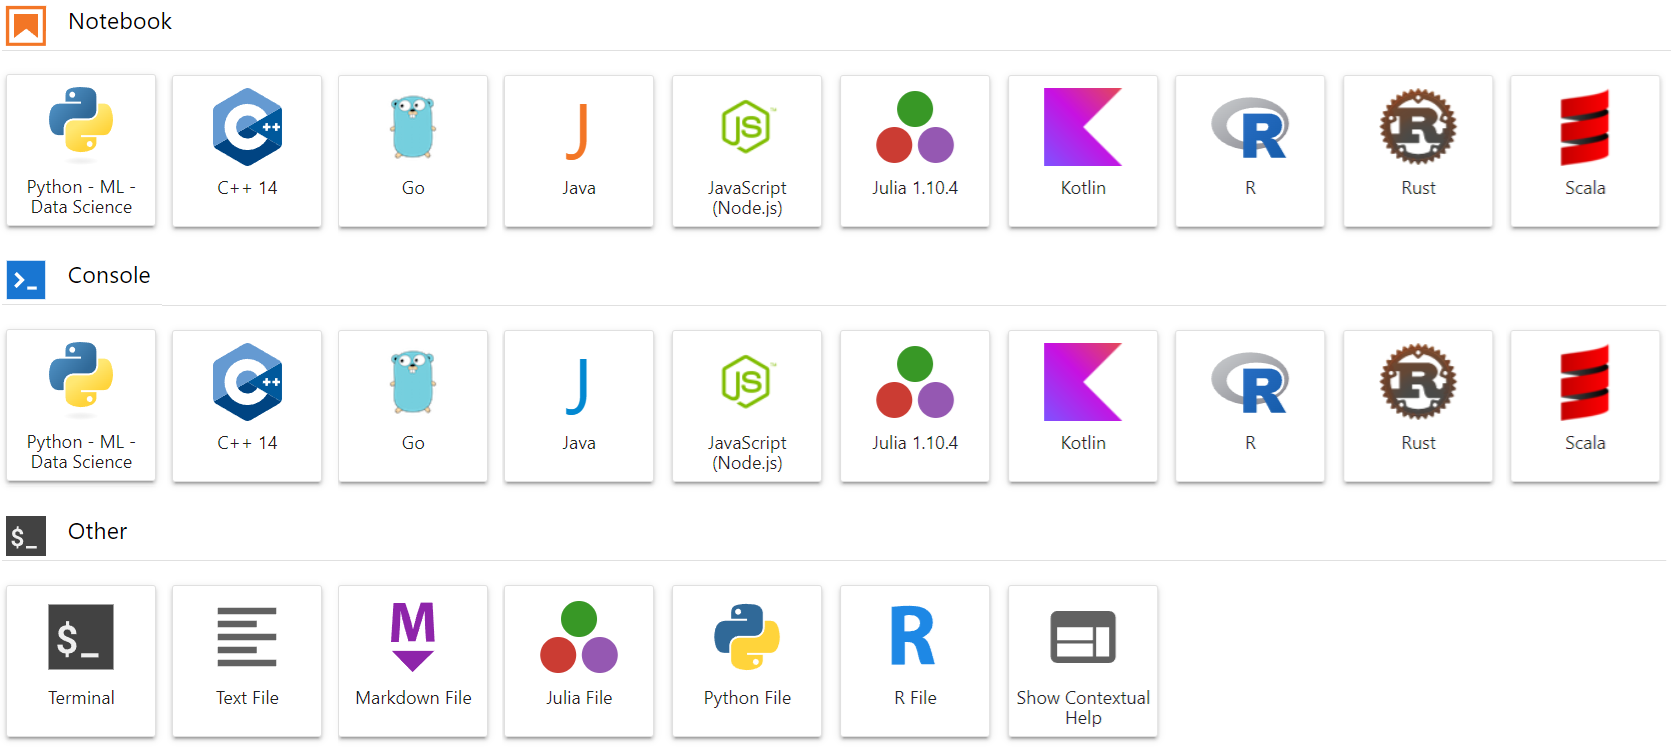 Notebook
Python - ML -
Data Science
C++ 14
Go
Java
JavaScript
(Node.js)
Julia 1.10.4
Kotlin
R
Rust
Scala
Console
Python - ML -
Data Science
C++ 14
Go
Java
JavaScript
(Node.js)
Julia 1.10.4
Kotlin
R
Rust
Scala
$_ Other
$_
Terminal
Text File
M
Markdown File
Julia File
Python File
R
R File
Show Contextual
Help